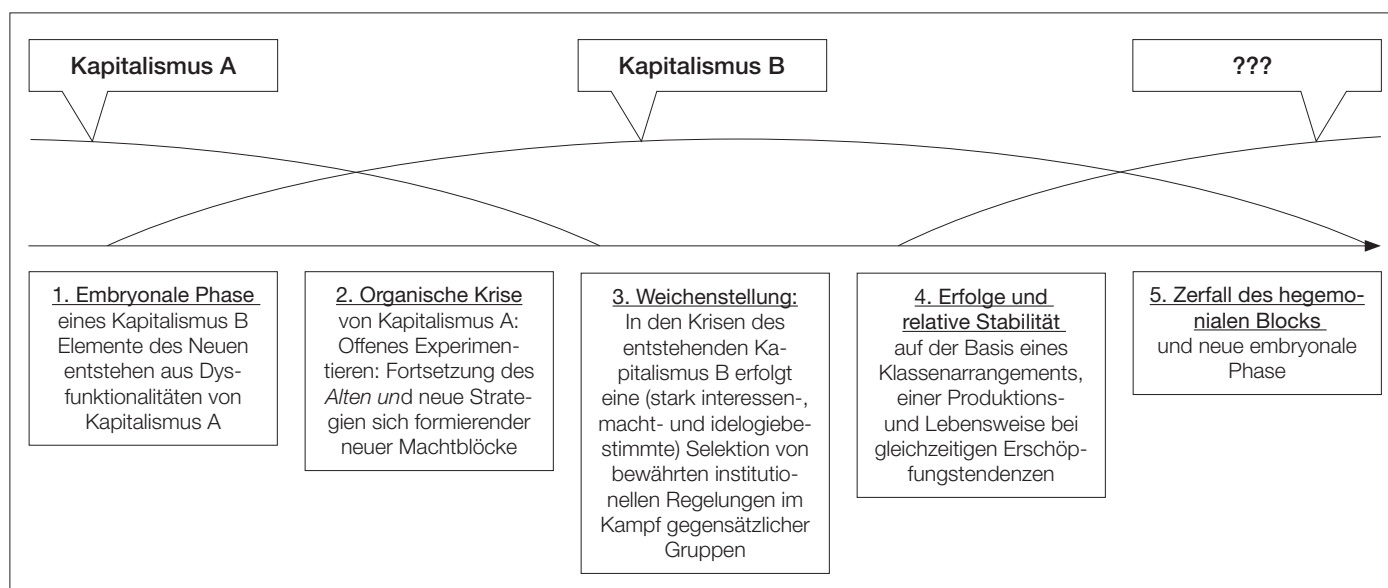 Kapitalismus A
Kapitalismus B
???
1. Embryonale Phase
eines Kapitalismus B
Elemente des Neuen
entstehen aus Dys-
funktionalitäten von
Kapitalismus A
2. Organische Krise
von Kapitalismus A:
Offenes Experimen-
tieren: Fortsetzung des
Alten und neue Strate-
gien sich formierender
neuer Machtblöcke
3. Weichenstellung:
In den Krisen des
entstehenden Ka-
pitalismus B erfolgt
eine (stark interessen-,
macht- und idelogiebe-
stimmte) Selektion von
bewährten institutio-
nellen Regelungen im
Kampf gegensätzlicher
Gruppen
4. Erfolge und
relative Stabilität
auf der Basis eines
Klassenarrangements,
einer Produktions-
und Lebensweise bei
gleichzeitigen Erschöp-
fungstendenzen
5. Zerfall des hegemo-
nialen Blocks
und neue embryonale
Phase